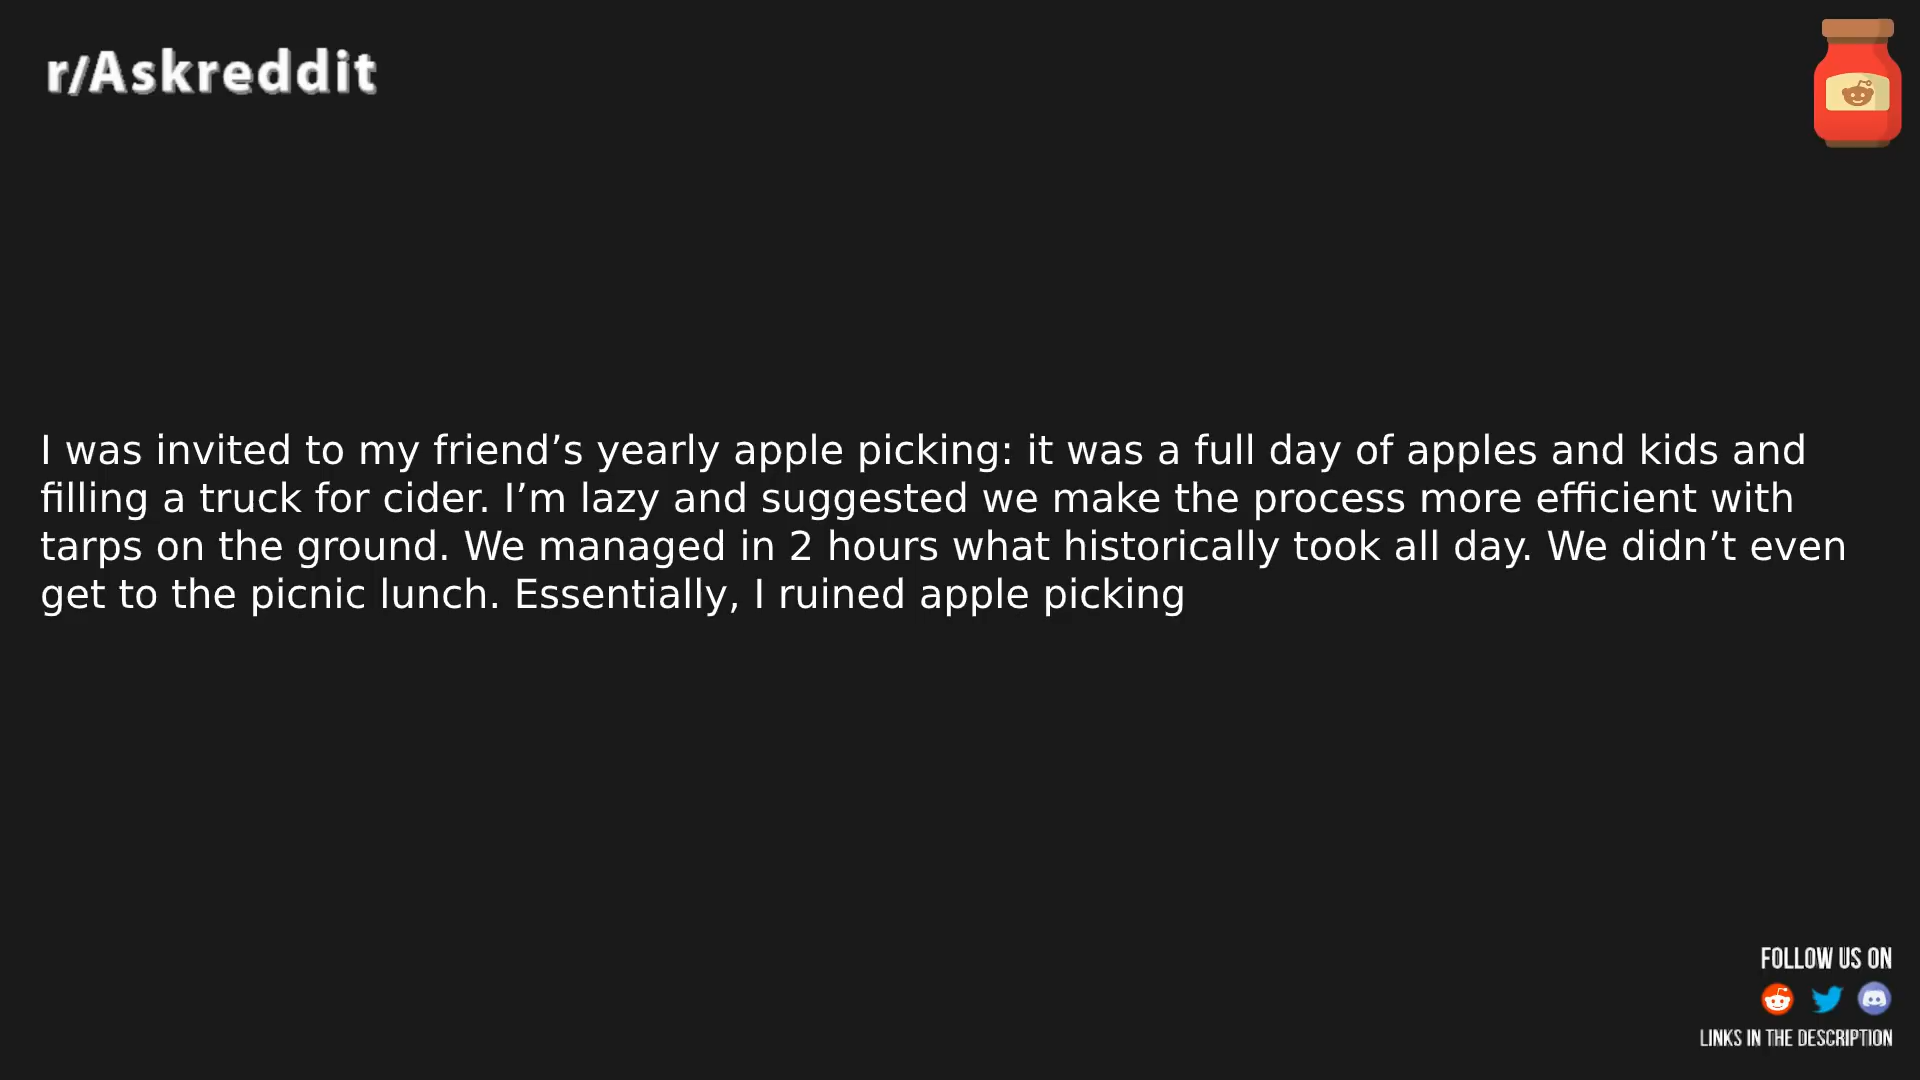 r/Askreddit
I was invited to my friend’s yearly apple picking: it was a full day of apples and kids and
filling a truck for cider. I’m lazy and suggested we make the process more efficient with
tarps on the ground. We managed in 2 hours what historically took all day. We didn’t even
get to the picnic lunch. Essentially, I ruined apple picking
FOLLOW US ON
LINKS IN THE DESCRIPTION